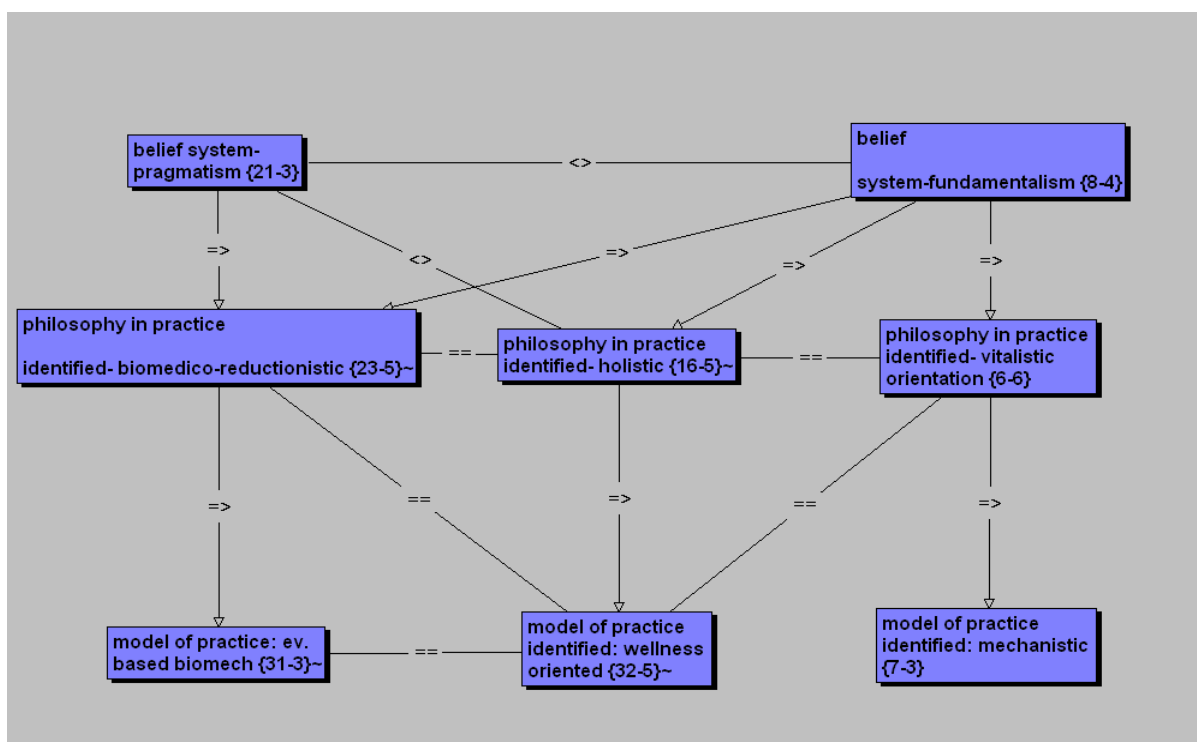 belief system-
pragmatism {21-3}
<>
belief
system-fundamentalism {8-4}
=>
<>
=>
=>
=>
philosophy in practice
identified- biomedico-reductionistic {23-5}~
==
philosophy in practice
identified- holistic {16-5}~
==
philosophy in practice
identified- vitalistic
orientation {6-6}
=>
==
=>
==
=>
model of practice: ev.
based biomech {31-3}~
==
model of practice
identified: wellness
oriented {32-5}~
model of practice
identified: mechanistic
{7-3}